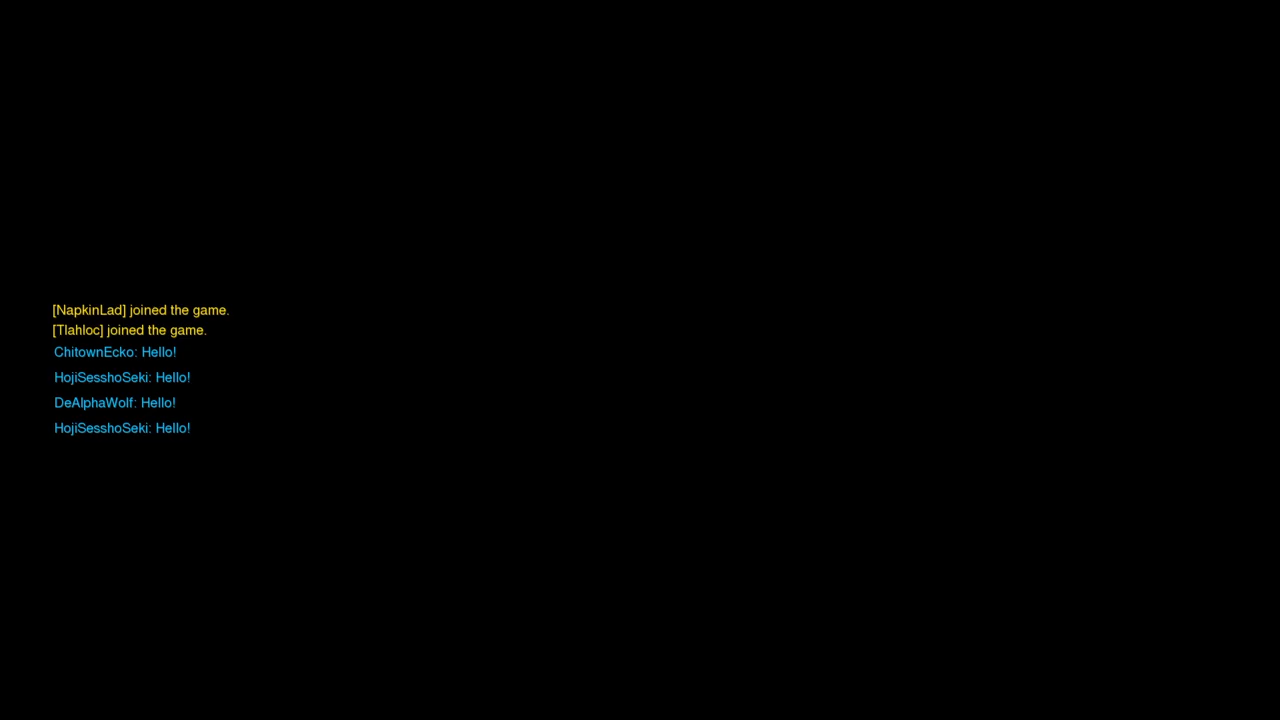 [NapkinLad] joined the game.
[Tlahloc] joined the game.
ChitownEcko: Hello!
HojiSesshoSeki: Hello!
DeAlphaWolf: Hello!
HojiSesshoSeki: Hello!